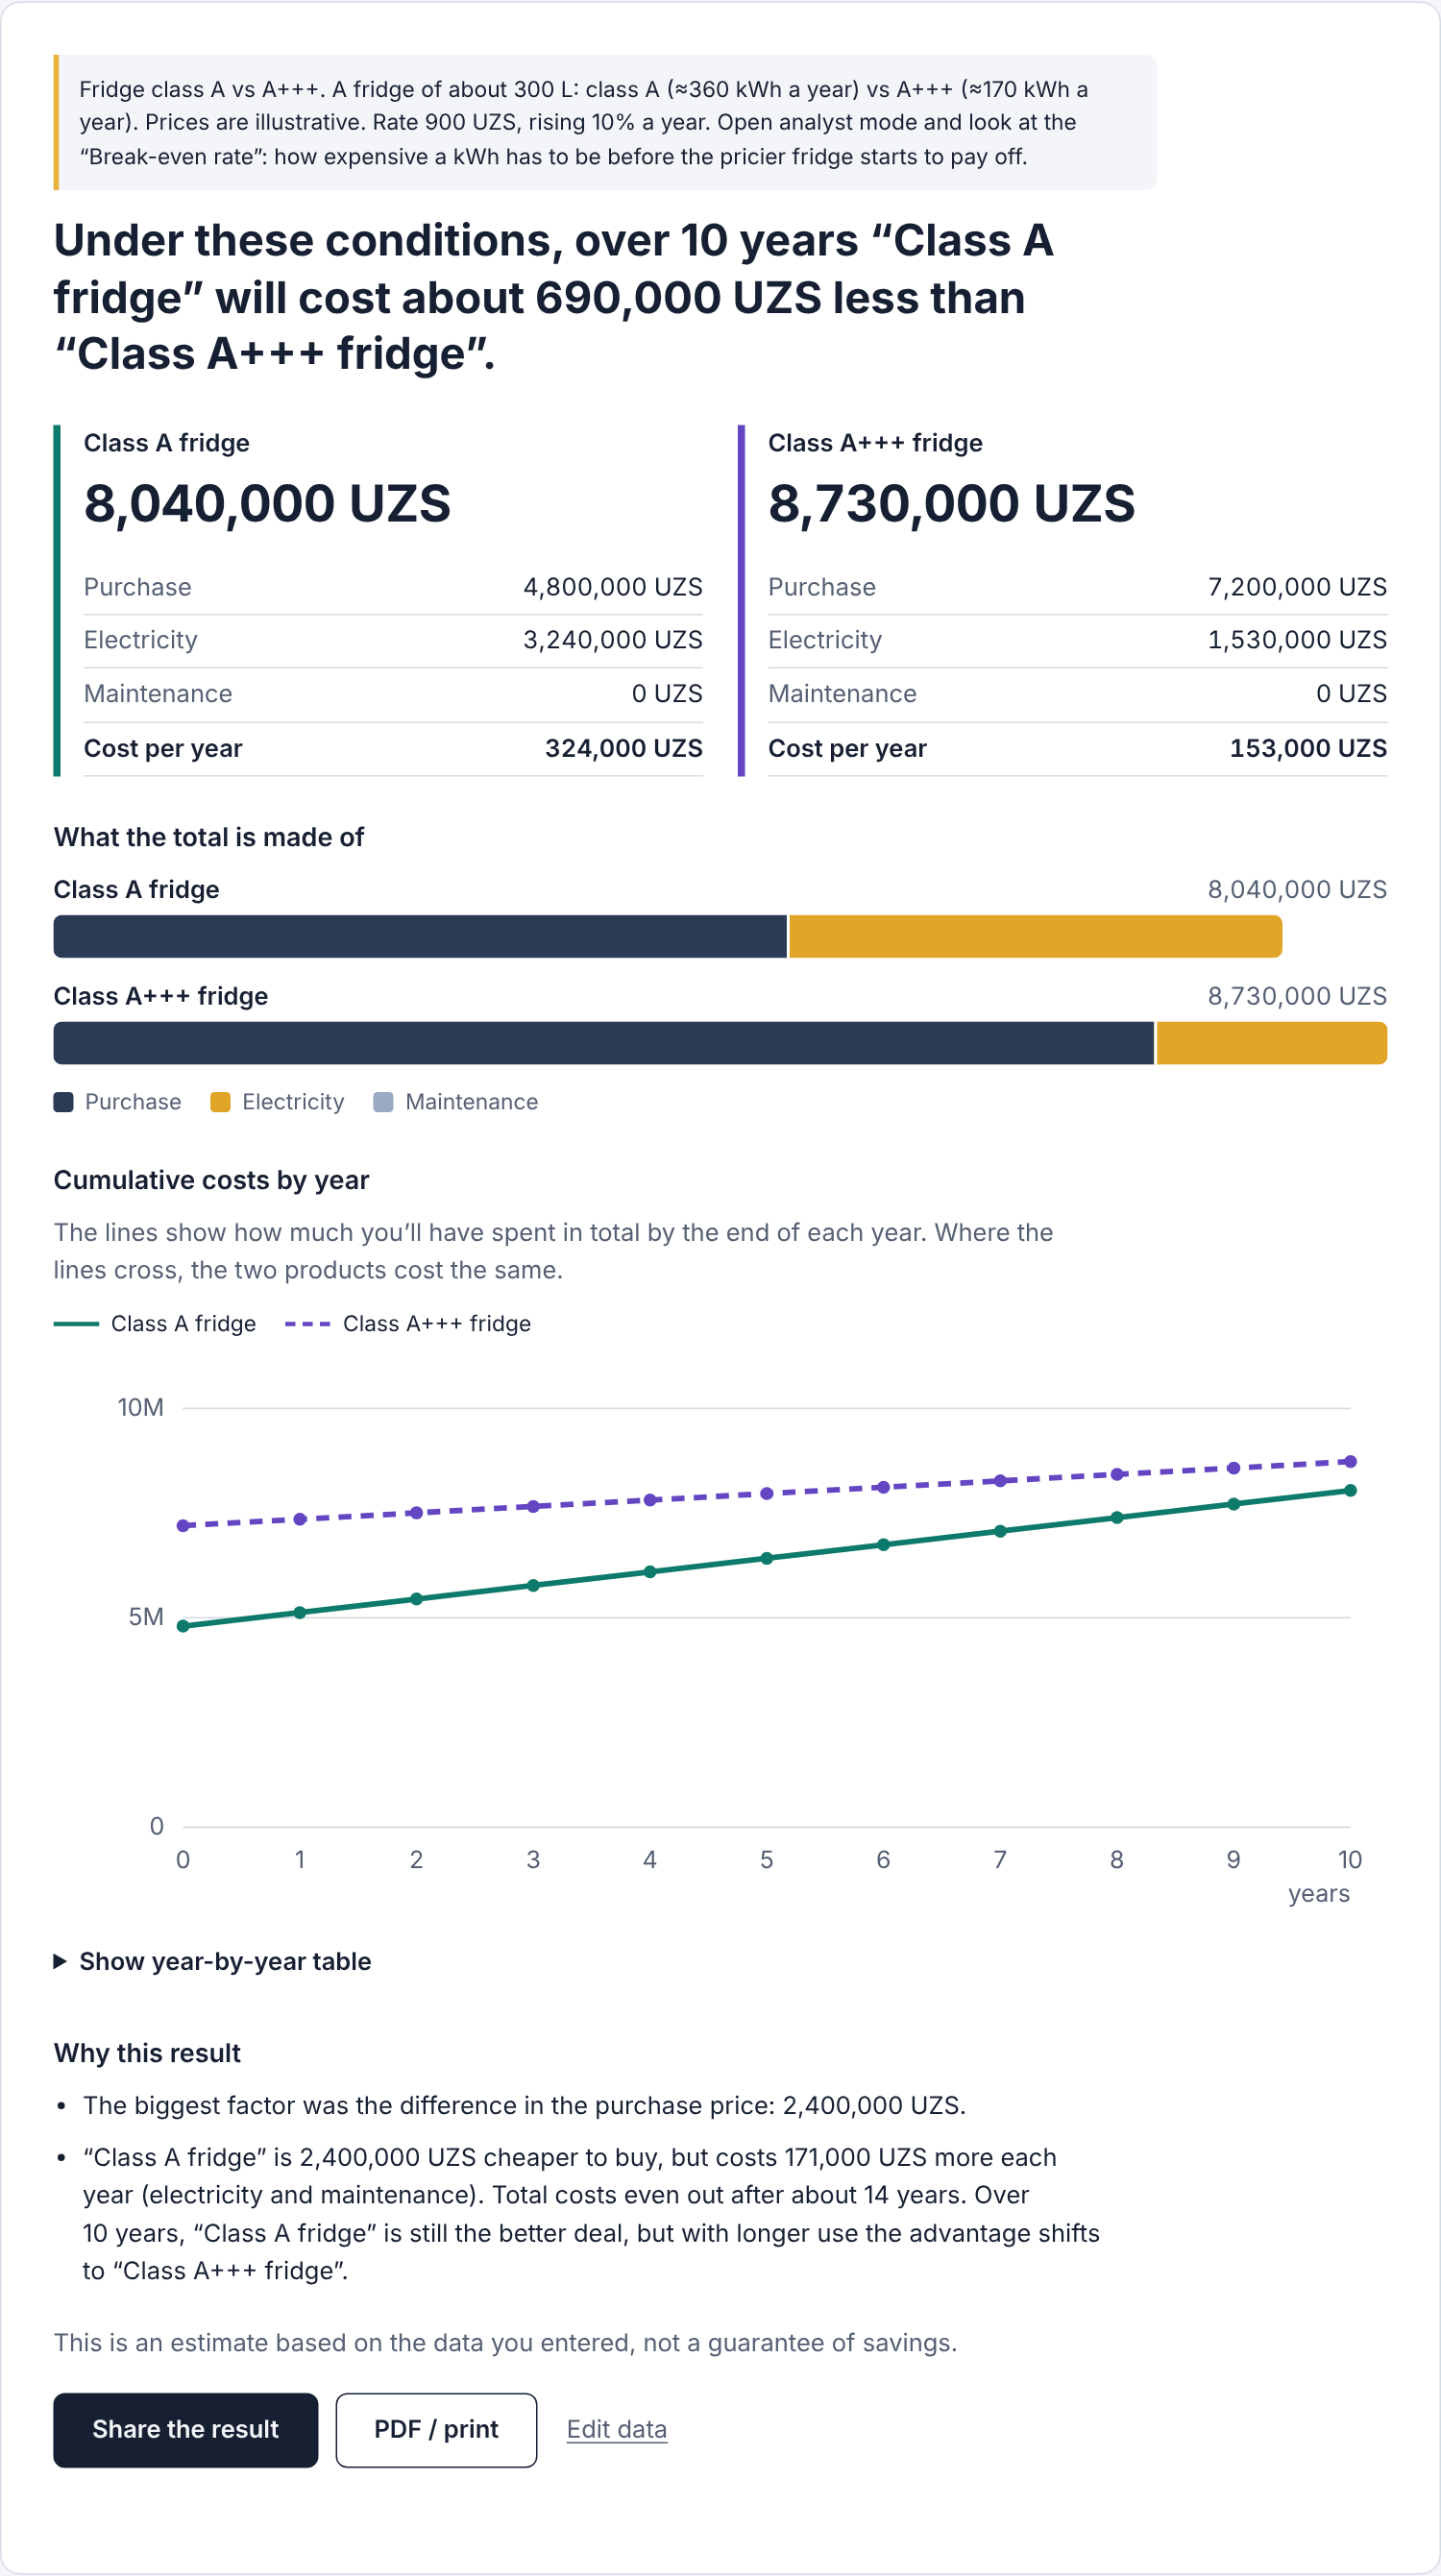 Fridge class A vs A+++. A fridge of about 300 L: class A (≈360 kWh a year) vs A+++ (≈170 kWh a
year). Prices are illustrative. Rate 900 UZS, rising 10% a year. Open analyst mode and look at the
“Break-even rate”: how expensive a kWh has to be before the pricier fridge starts to pay off.
Under these conditions, over 10 years “Class A
fridge” will cost about 690,000 UZS less than
“Class A+++ fridge”.
Class A fridge
8,040,000 UZS
Purchase 4,800,000 UZS
Electricity 3,240,000 UZS
Maintenance 0 UZS
Cost per year 324,000 UZS
Class A+++ fridge
8,730,000 UZS
Purchase 7,200,000 UZS
Electricity 1,530,000 UZS
Maintenance 0 UZS
Cost per year 153,000 UZS
What the total is made of
Class A fridge 8,040,000 UZS
Class A+++ fridge 8,730,000 UZS
Purchase Electricity Maintenance
Cumulative costs by year
The lines show how much you’ll have spent in total by the end of each year. Where the
lines cross, the two products cost the same.
Class A fridge Class A+++ fridge
10M
5M
0
0 1 2 3 4 5 6 7 8 9 10
years
Show year-by-year table
Why this result
• The biggest factor was the difference in the purchase price: 2,400,000 UZS.
• “Class A fridge” is 2,400,000 UZS cheaper to buy, but costs 171,000 UZS more each
year (electricity and maintenance). Total costs even out after about 14 years. Over
10 years, “Class A fridge” is still the better deal, but with longer use the advantage shifts
to “Class A+++ fridge”.
This is an estimate based on the data you entered, not a guarantee of savings.
Share the result PDF / print Edit data